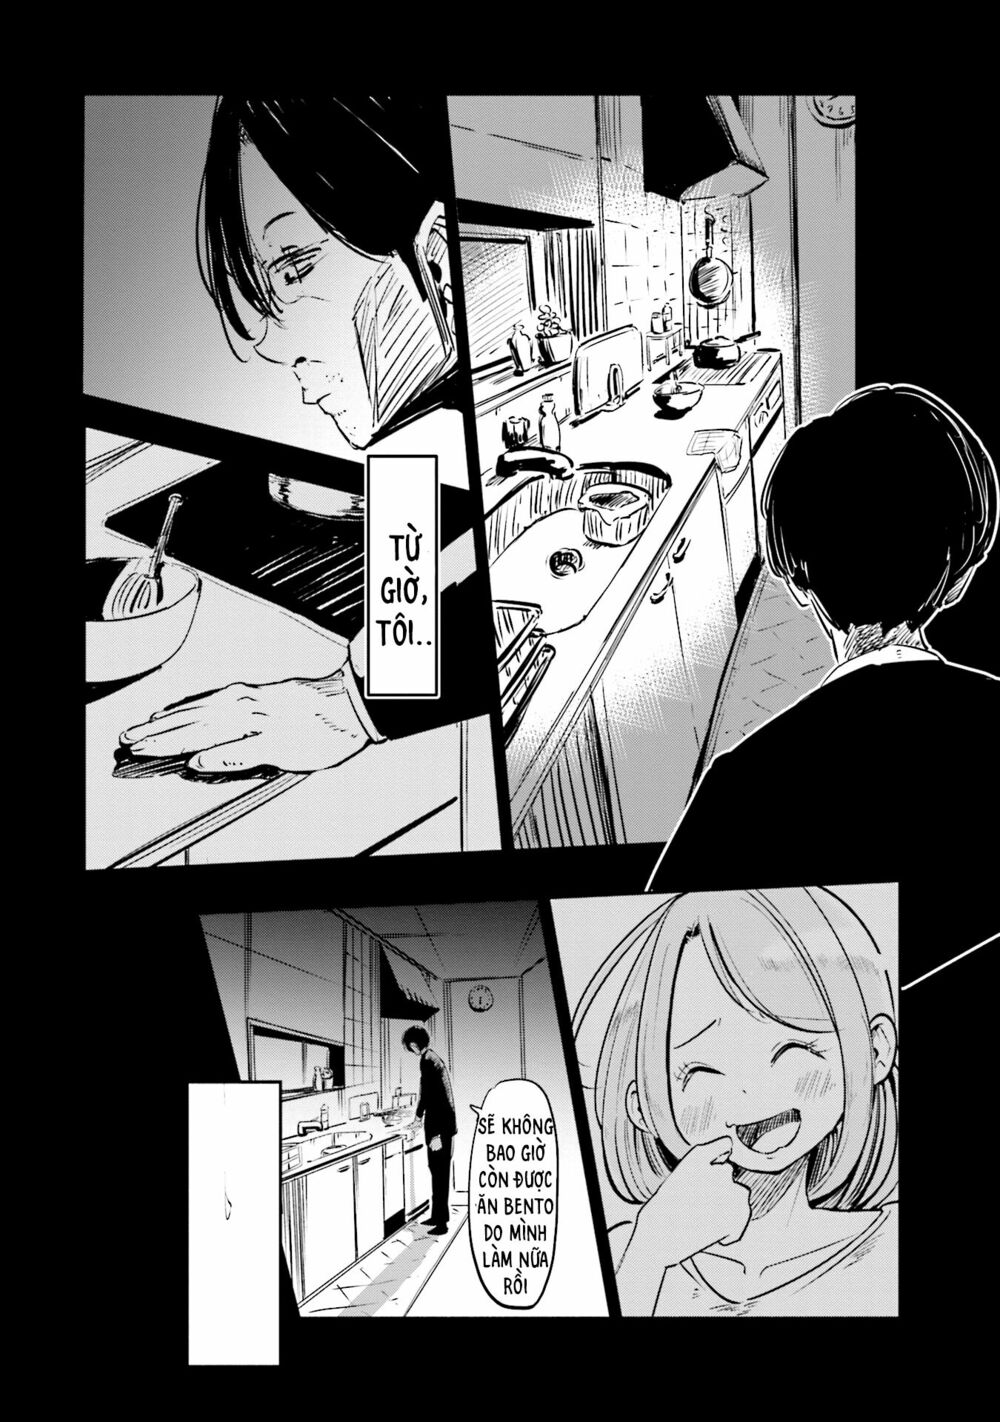 TỪ
GIỜ,
TÔI..
SẼ KHÔNG
BAO GIỜ
CÒN ĐƯỢC
ĂN BENTO
DO MÌNH
LÀM NỮA
RỒI